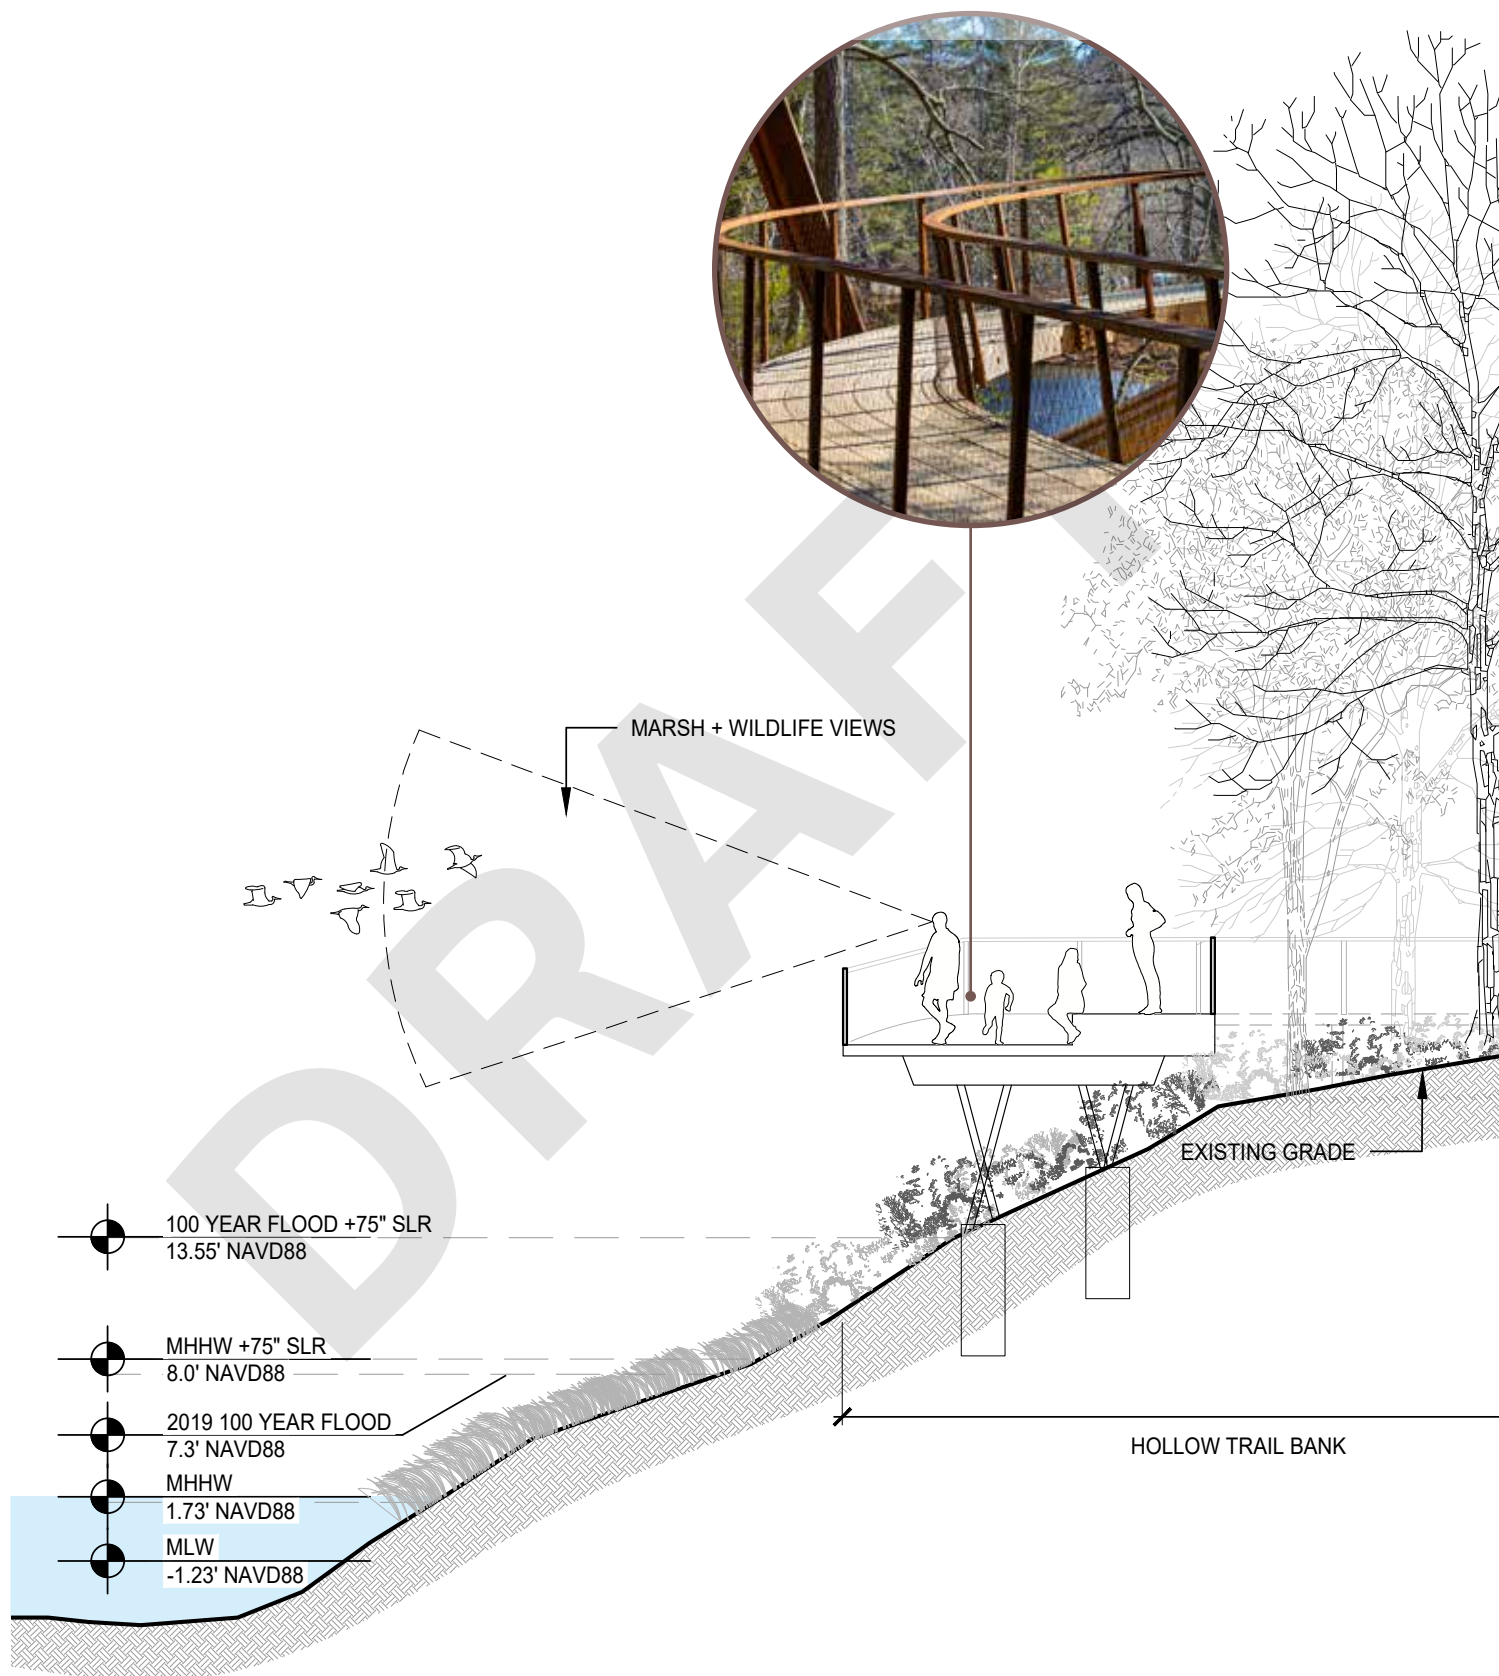 DRAFT
MARSH + WILDLIFE VIEWS
EXISTING GRADE
100 YEAR FLOOD +75" SLR
13.55' NAVD88
MHHW +75" SLR
8.0' NAVD88
2019 100 YEAR FLOOD
7.3' NAVD88
HOLLOW TRAIL BANK
MHHW
1.73' NAVD88
MLW
-1.23' NAVD88